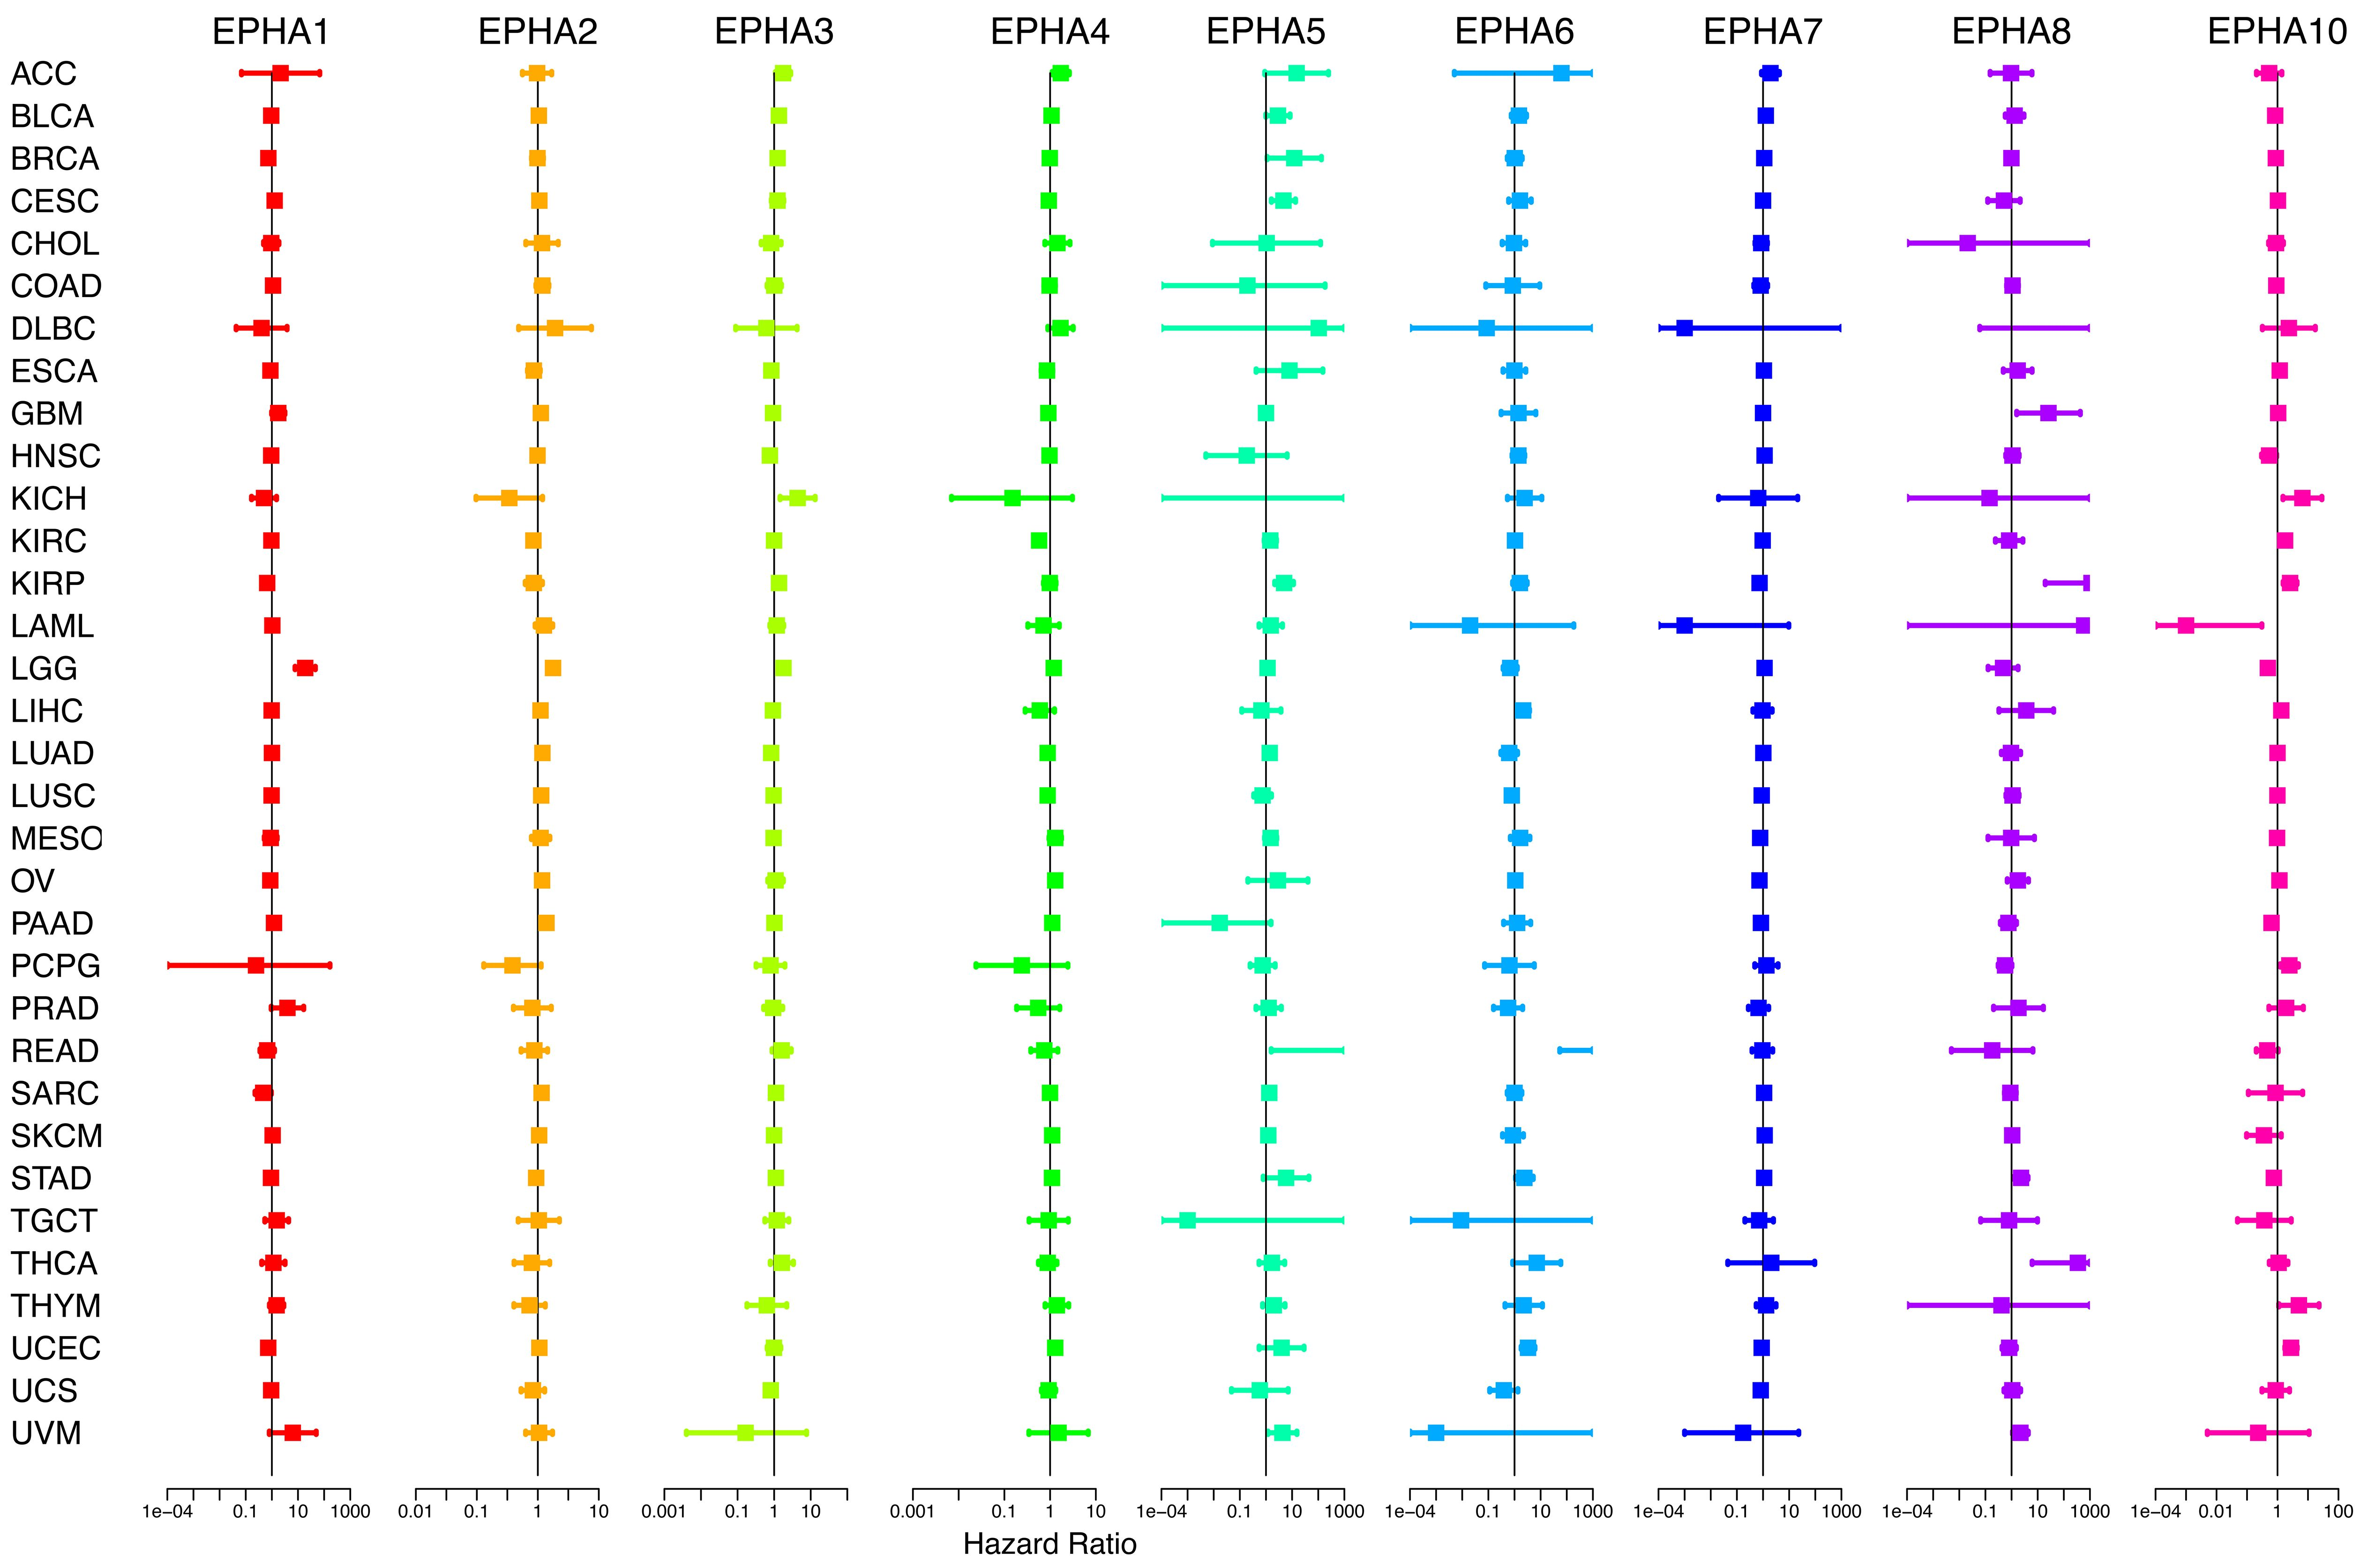 EPHA1 EPHA2 EPHA3 EPHA4 EPHA5 EPHA6 EPHA7 EPHA8 EPHA10
ACC
BLCA
BRCA
CESC
CHOL
COAD
DLBC
ESCA
GBM
HNSC
KICH
KIRC
KIRP
LAML
LGG
LIHC
LUAD
LUSC
MESO
OV
PAAD
PCPG
PRAD
READ
SARC
SKCM
STAD
TGCT
THCA
THYM
UCEC
UCS
UVM
1e−04 0.1 10 1000 0.01 0.1 1 10 0.001 0.1 1 10 0.001 0.1 1 10 1e−04 0.1 10 1000 1e−04 0.1 10 1000 1e−04 0.1 10 1000 1e−04 0.1 10 1000 1e−04 0.01 1 100
Hazard Ratio